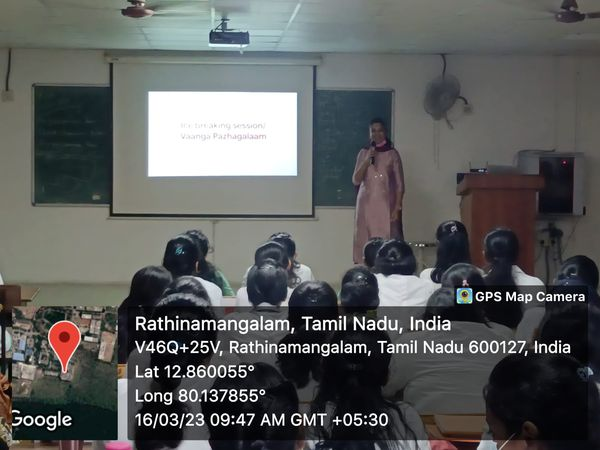 Ice breaking session!
Vaanga Pazhagalaam
GPS Map Camera
Rathinamangalam, Tamil Nadu, India
V46Q+25V, Rathinamangalam, Tamil Nadu 600127, India
Lat 12.860055°
Long 80.137855°
16/03/23 09:47 AM GMT +05:30
Google